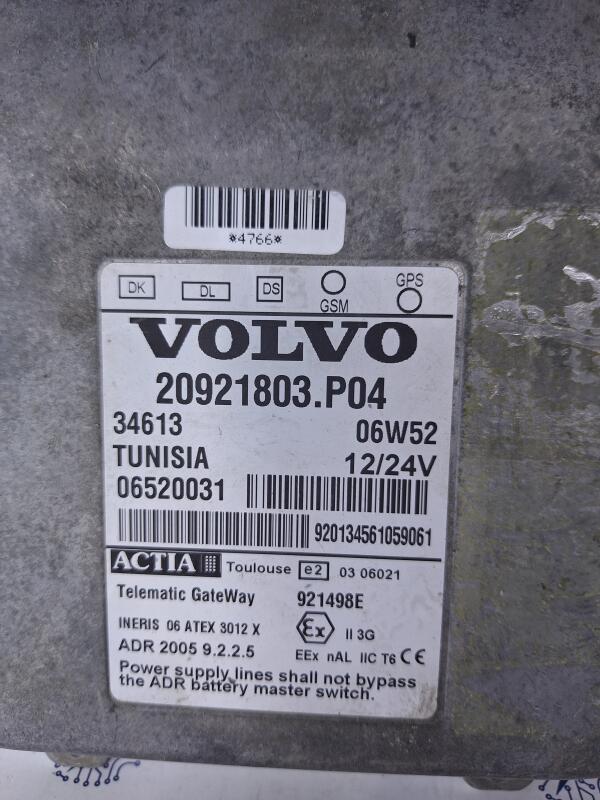 *4766*
DK DL DS GSM GPS
VOLVO
20921803.P04
34613 06W52
TUNISIA 12/24V
06520031
920134561059061
ACTIA Toulouse e2 03 06021
Telematic GateWay 921498E
INERIS 06 ATEX 3012 X Ex II 3G
ADR 2005 9.2.2.5 EEx nAL IIC T6 CE
Power supply lines shall not bypass
the ADR battery master switch.